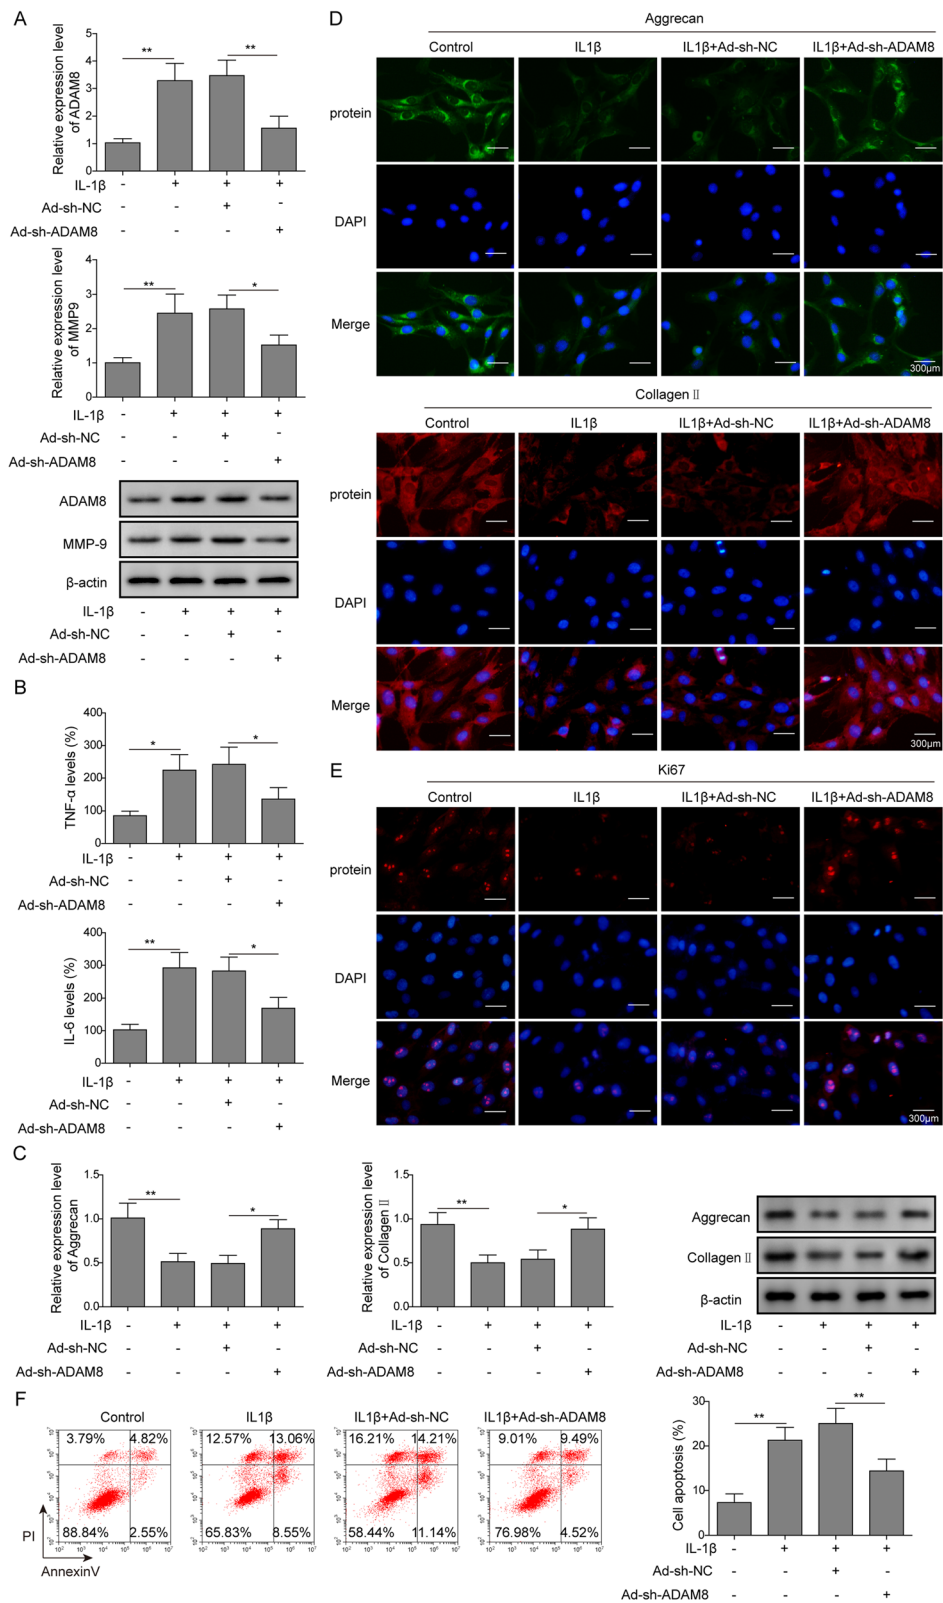 A
Relative expression level
of ADAM8
5
4
3
2
1
0
**
**
IL-1β - + + +
Ad-sh-NC - - + -
Ad-sh-ADAM8 - - - +
Relative expression level
of MMP9
4
3
2
1
0
**
*
IL-1β - + + +
Ad-sh-NC - - + -
Ad-sh-ADAM8 - - - +
ADAM8
MMP-9
β-actin
IL-1β - + + +
Ad-sh-NC - - + -
Ad-sh-ADAM8 - - - +
B
TNF-α levels (%)
400
300
200
100
0
*
*
IL-1β - + + +
Ad-sh-NC - - + -
Ad-sh-ADAM8 - - - +
IL-6 levels (%)
400
300
200
100
0
**
*
IL-1β - + + +
Ad-sh-NC - - + -
Ad-sh-ADAM8 - - - +
D
Aggrecan
Control IL1β IL1β+Ad-sh-NC IL1β+Ad-sh-ADAM8
protein
DAPI
Merge
300μm
Collagen Ⅱ
Control IL1β IL1β+Ad-sh-NC IL1β+Ad-sh-ADAM8
protein
DAPI
Merge
300μm
E
Ki67
Control IL1β IL1β+Ad-sh-NC IL1β+Ad-sh-ADAM8
protein
DAPI
Merge
300μm
C
Relative expression level
of Aggrecan
1.5
1.0
0.5
0.0
**
*
IL-1β - + + +
Ad-sh-NC - - + -
Ad-sh-ADAM8 - - - +
Relative expression level
of Collagen Ⅱ
1.5
1.0
0.5
0.0
**
*
IL-1β - + + +
Ad-sh-NC - - + -
Ad-sh-ADAM8 - - - +
Aggrecan
Collagen Ⅱ
β-actin
IL-1β - + + +
Ad-sh-NC - - + -
Ad-sh-ADAM8 - - - +
F
Control IL1β IL1β+Ad-sh-NC IL1β+Ad-sh-ADAM8
3.79% 4.82% 12.57% 13.06% 16.21% 14.21% 9.01% 9.49%
88.84% 2.55% 65.83% 8.55% 58.44% 11.14% 76.98% 4.52%
PI
AnnexinV
Cell apoptosis (%)
30
20
10
0
**
**
IL-1β - + + +
Ad-sh-NC - - + -
Ad-sh-ADAM8 - - - +